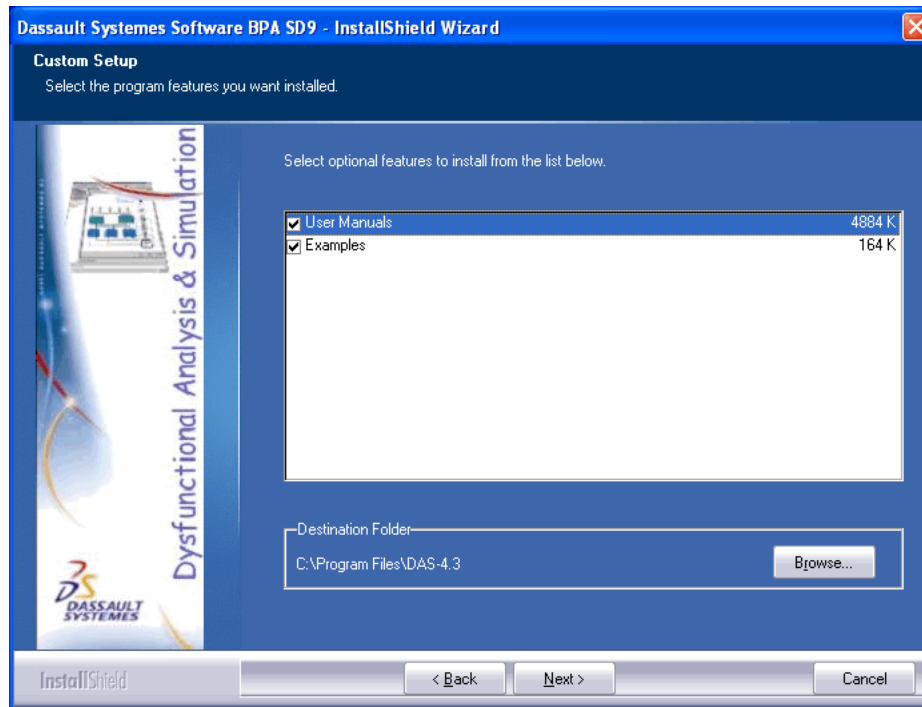 Dassault Systemes Software BPA SD9 - InstallShield Wizard
Custom Setup
Select the program features you want installed.
Dysfunctional Analysis & Simulation
DASSAULT
SYSTEMES
Select optional features to install from the list below.
User Manuals 4884 K
Examples 164 K
Destination Folder
C:\Program Files\DAS-4.3
Browse...
InstallShield
< Back
Next >
Cancel